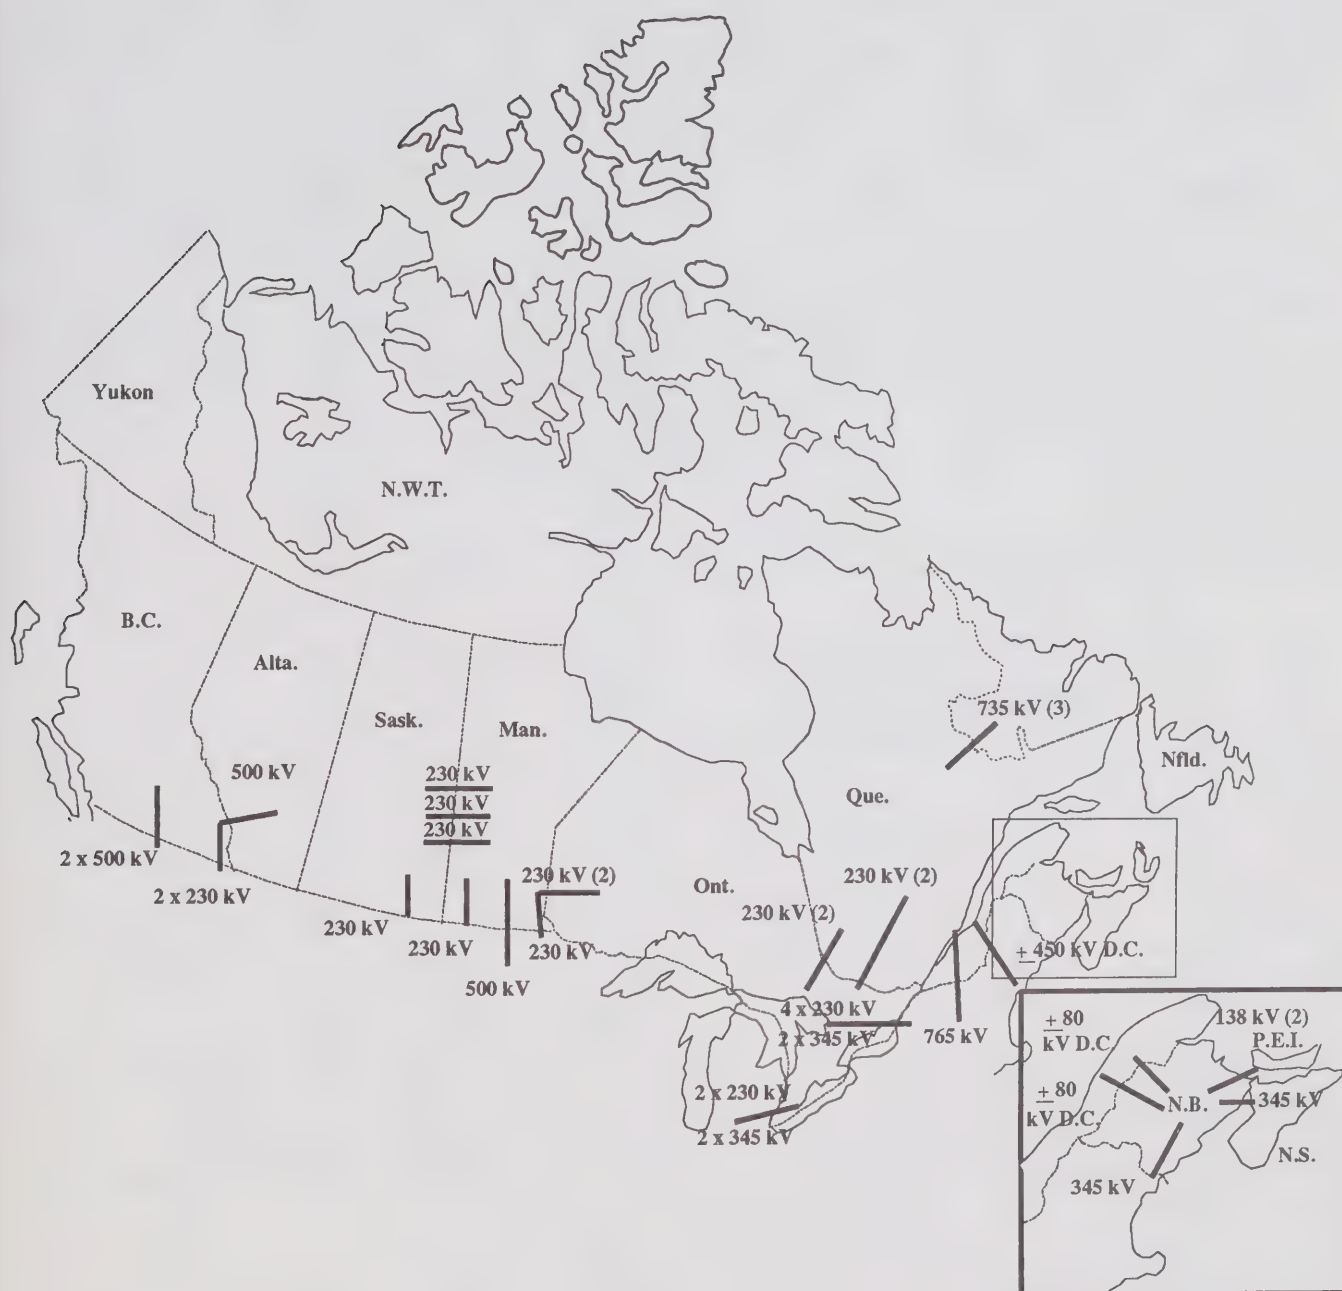 Yukon
N.W.T.
B.C.
Alta.
Sask.
Man.
735 kV (3)
Nfld.
500 kV
230 kV
230 kV
230 kV
Que.
2 x 500 kV
2 x 230 kV
230 kV (2)
Ont.
230 kV (2)
230 kV (2)
230 kV
230 kV
230 kV
± 450 kV D.C.
500 kV
4 x 230 kV
2 x 345 kV
765 kV
± 80
kV D.C.
138 kV (2)
P.E.I.
2 x 230 kV
2 x 345 kV
± 80
kV D.C.
N.B.
345 kV
N.S.
345 kV